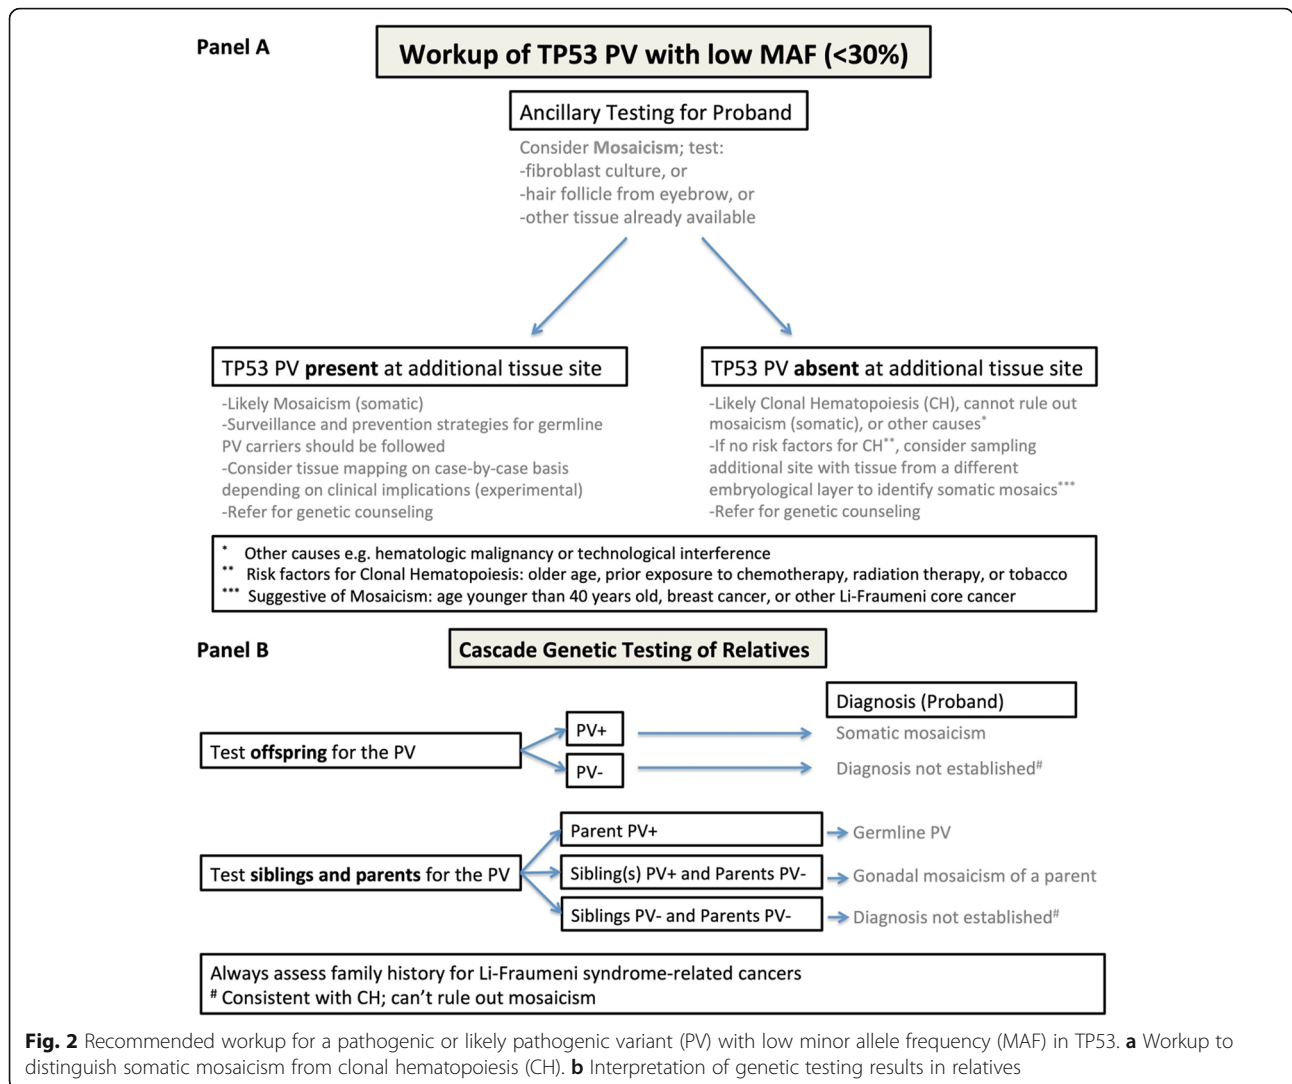 Panel A
Workup of TP53 PV with low MAF (<30%)
Ancillary Testing for Proband
Consider Mosaicism; test:
-fibroblast culture, or
-hair follicle from eyebrow, or
-other tissue already available
TP53 PV present at additional tissue site
-Likely Mosaicism (somatic)
-Surveillance and prevention strategies for germline
PV carriers should be followed
-Consider tissue mapping on case-by-case basis
depending on clinical implications (experimental)
-Refer for genetic counseling
TP53 PV absent at additional tissue site
-Likely Clonal Hematopoiesis (CH), cannot rule out
mosaicism (somatic), or other causes*
-If no risk factors for CH**, consider sampling
additional site with tissue from a different
embryological layer to identify somatic mosaics***
-Refer for genetic counseling
* Other causes e.g. hematologic malignancy or technological interference
** Risk factors for Clonal Hematopoiesis: older age, prior exposure to chemotherapy, radiation therapy, or tobacco
*** Suggestive of Mosaicism: age younger than 40 years old, breast cancer, or other Li-Fraumeni core cancer
Panel B
Cascade Genetic Testing of Relatives
Diagnosis (Proband)
Test offspring for the PV
PV+
Somatic mosaicism
PV-
Diagnosis not established#
Test siblings and parents for the PV
Parent PV+
Germline PV
Sibling(s) PV+ and Parents PV-
Gonadal mosaicism of a parent
Siblings PV- and Parents PV-
Diagnosis not established#
Always assess family history for Li-Fraumeni syndrome-related cancers
# Consistent with CH; can't rule out mosaicism
Fig. 2 Recommended workup for a pathogenic or likely pathogenic variant (PV) with low minor allele frequency (MAF) in TP53. a Workup to
distinguish somatic mosaicism from clonal hematopoiesis (CH). b Interpretation of genetic testing results in relatives